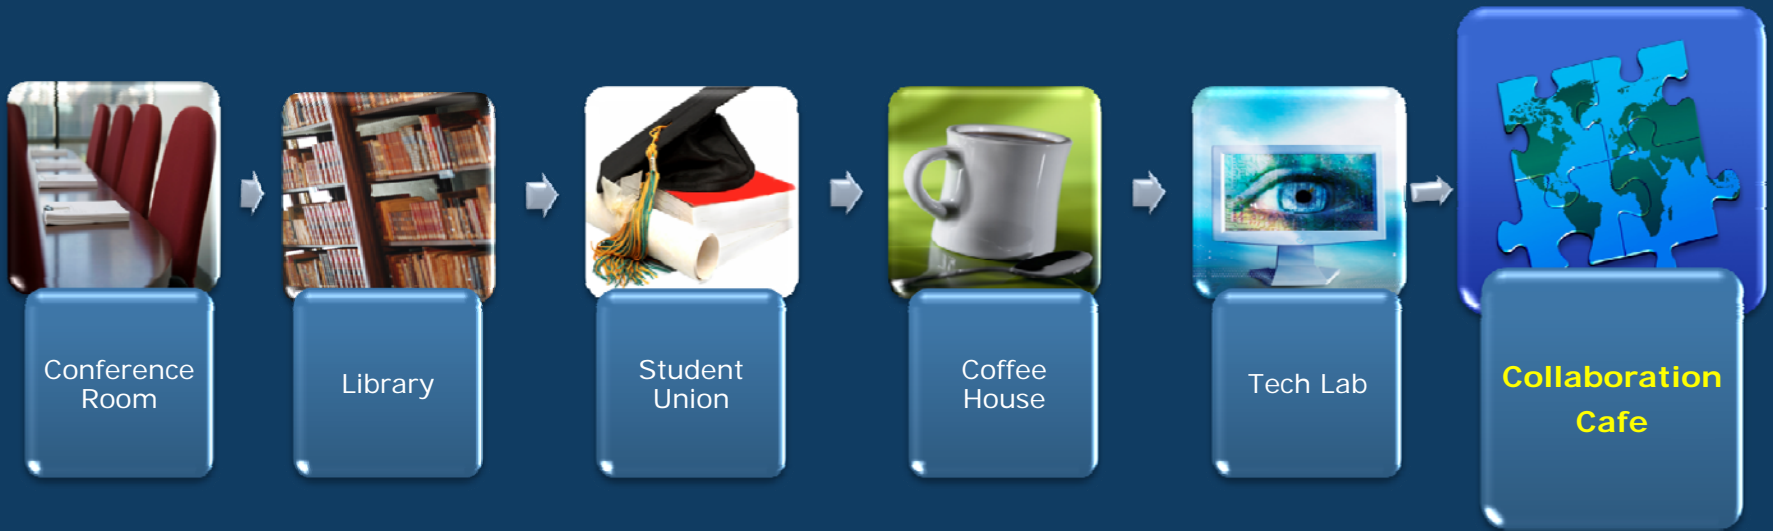 Conference
Room
Library
Student
Union
Coffee
House
Tech Lab
Collaboration
Cafe